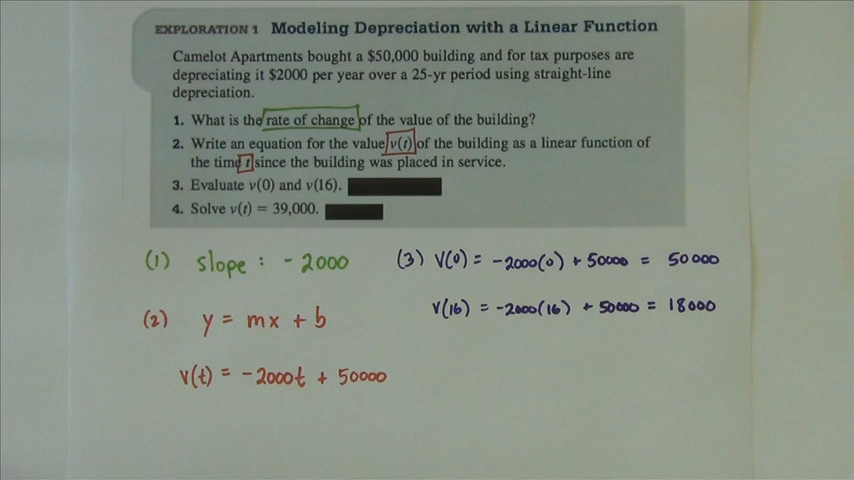 EXPLORATION 1 Modeling Depreciation with a Linear Function
Camelot Apartments bought a $50,000 building and for tax purposes are
depreciating it $2000 per year over a 25-yr period using straight-line
depreciation.
1. What is the rate of change of the value of the building?
2. Write an equation for the value v(t) of the building as a linear function of
the time t since the building was placed in service.
3. Evaluate v(0) and v(16).
4. Solve v(t) = 39,000.
(1) slope : -2000
(2) y = mx + b
v(t) = -2000t + 50000
(3) v(0) = -2000(0) + 50000 = 50000
v(16) = -2000(16) + 50000 = 18000